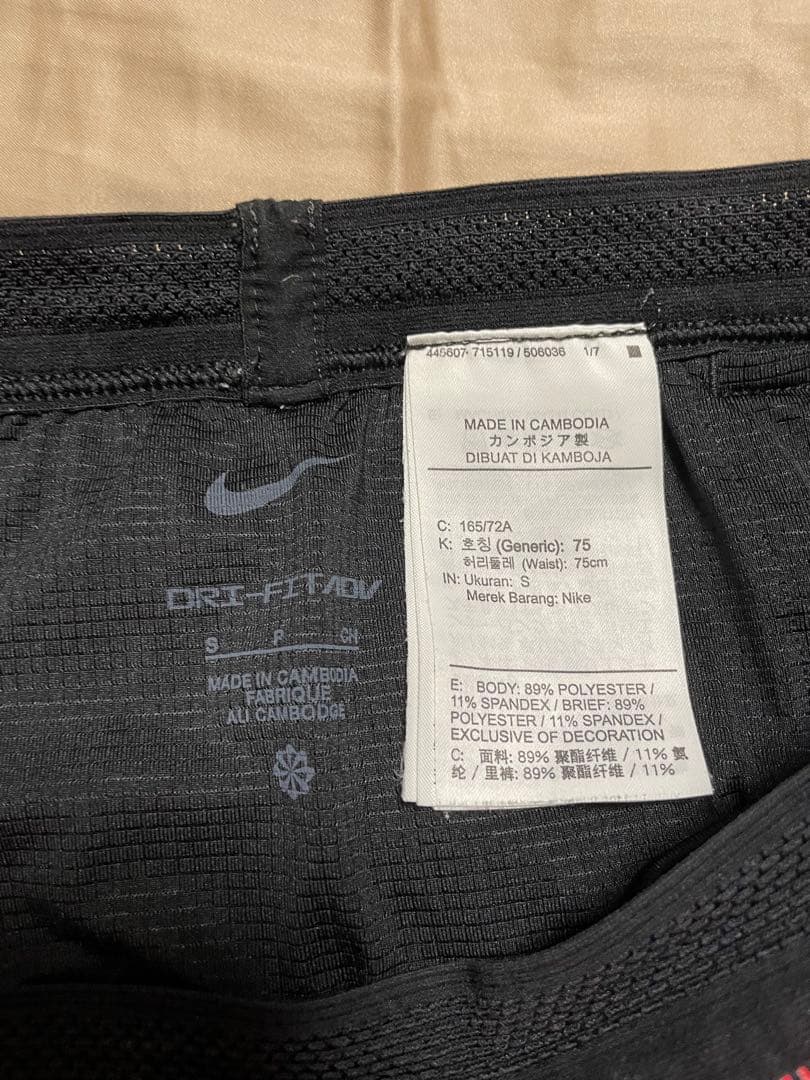 446607 715119 / 506036 1/7
MADE IN CAMBODIA
カンボジア製
DIBUAT DI KAMBOJA
C: 165/72A
K: 호칭 (Generic): 75
허리둘레 (Waist): 75cm
IN: Ukuran: S
Merek Barang: Nike
E: BODY: 89% POLYESTER /
11% SPANDEX / BRIEF: 89%
POLYESTER / 11% SPANDEX /
EXCLUSIVE OF DECORATION
C: 面料: 89% 聚酯纤维 / 11% 氨
纶 / 里裤: 89% 聚酯纤维 / 11%
DRI-FIT ADV
S P CH
MADE IN CAMBODIA
FABRIQUÉ
AU CAMBODGE